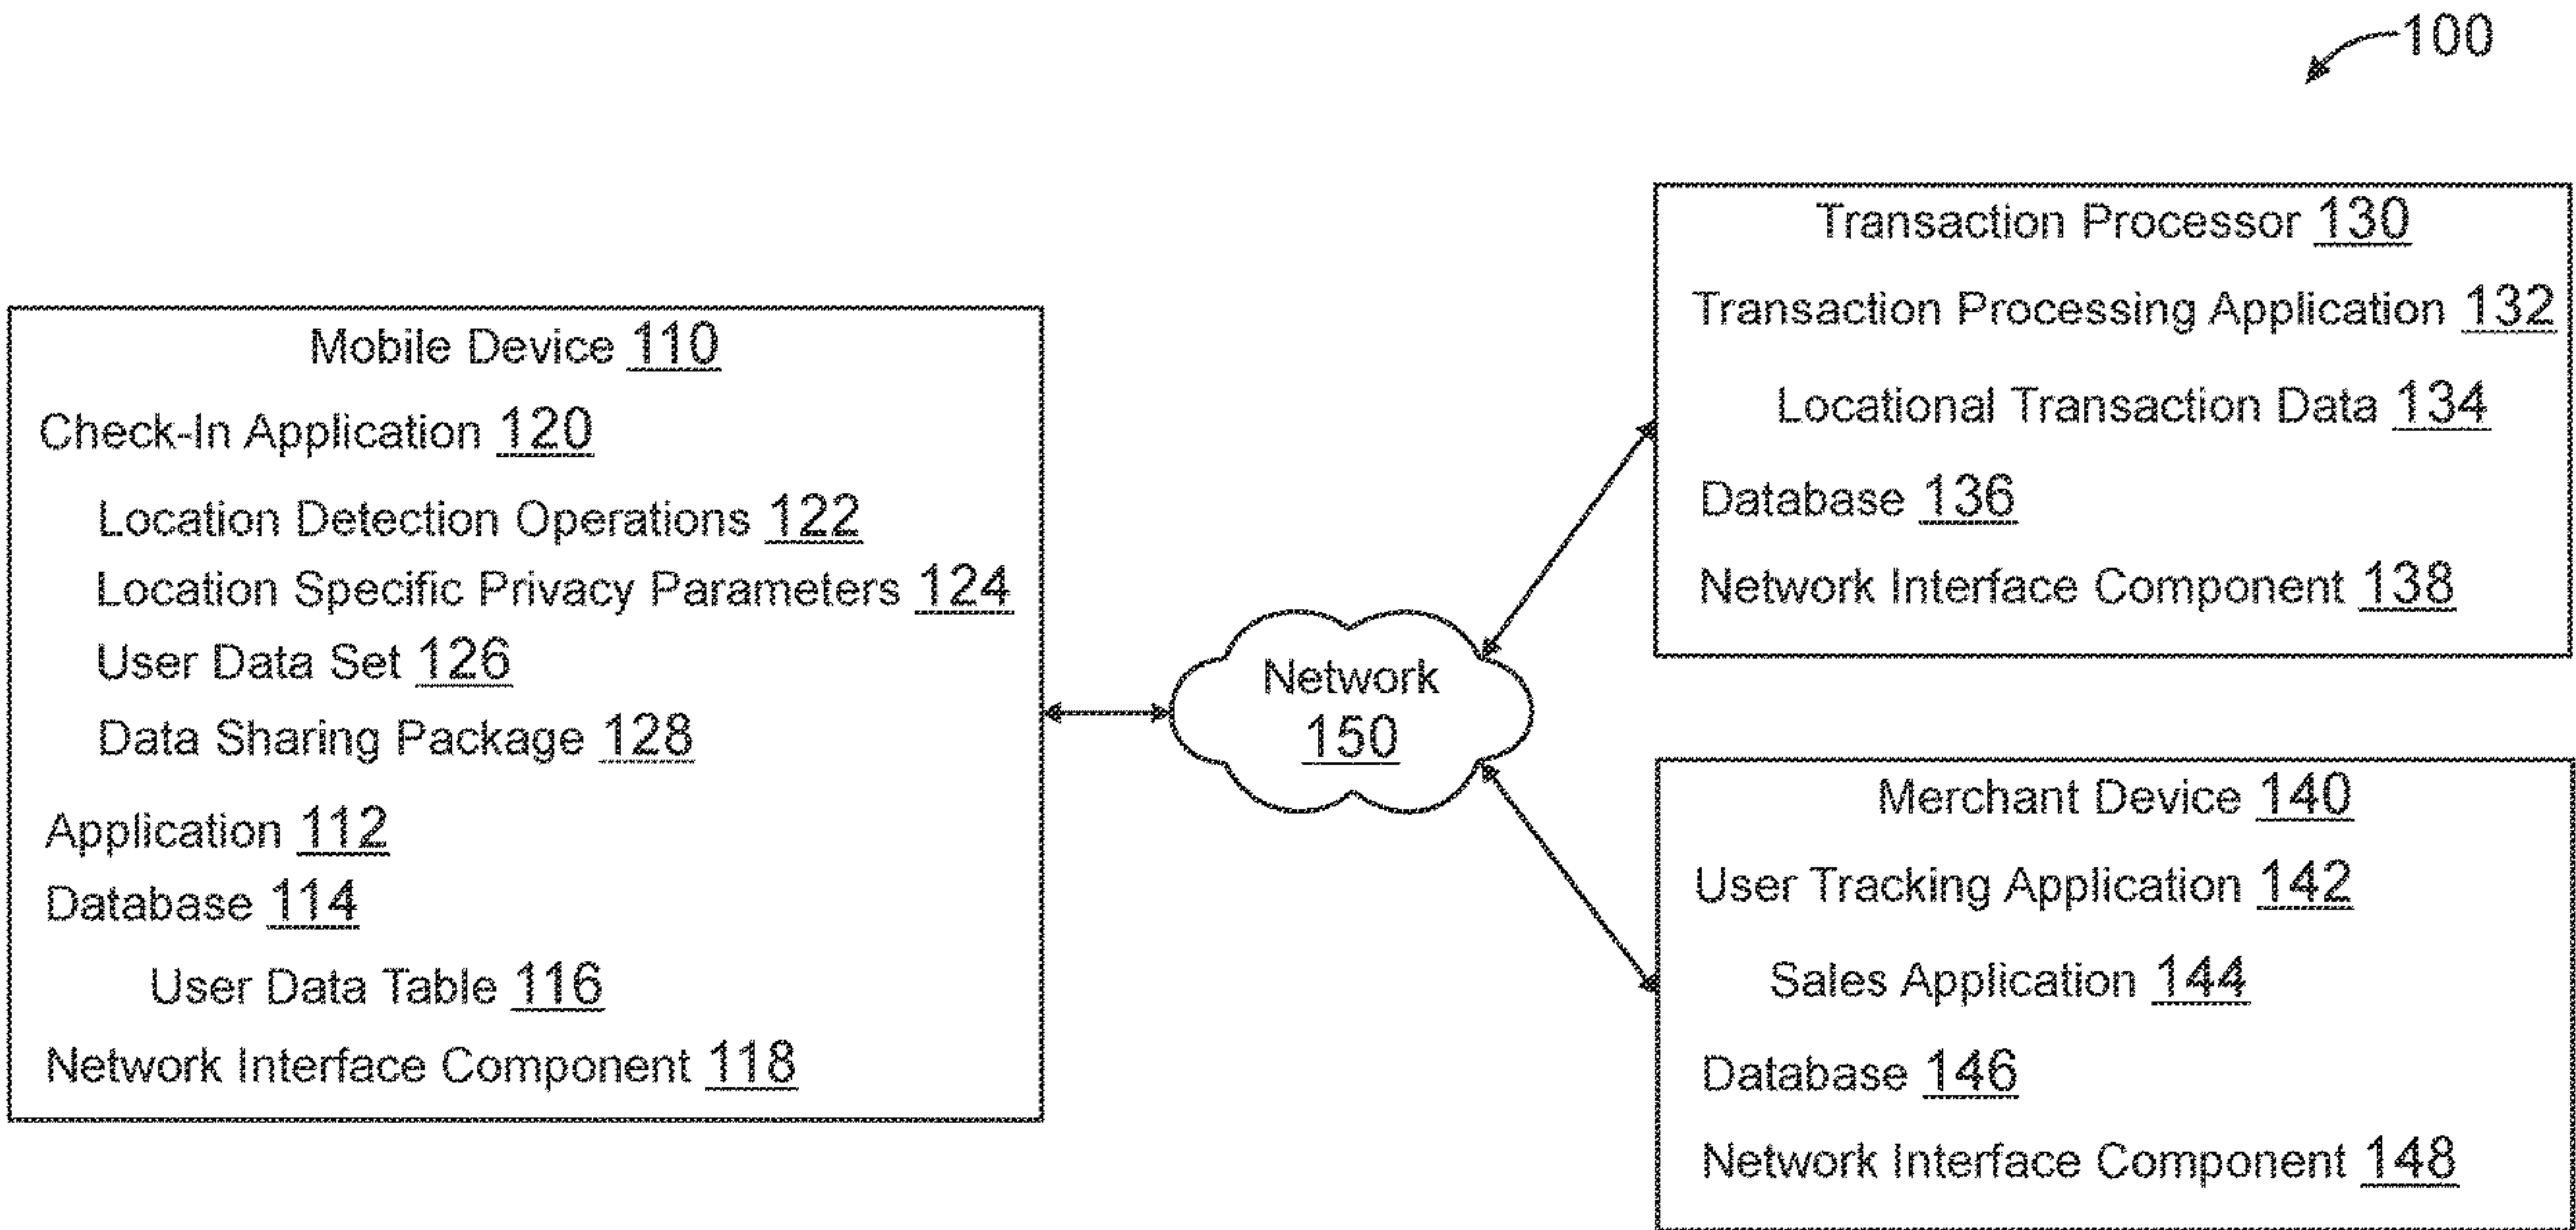 100
Mobile Device 110
Check-In Application 120
Location Detection Operations 122
Location Specific Privacy Parameters 124
User Data Set 126
Data Sharing Package 128
Application 112
Database 114
User Data Table 116
Network Interface Component 118
Network
150
Transaction Processor 130
Transaction Processing Application 132
Locational Transaction Data 134
Database 136
Network Interface Component 138
Merchant Device 140
User Tracking Application 142
Sales Application 144
Database 146
Network Interface Component 148